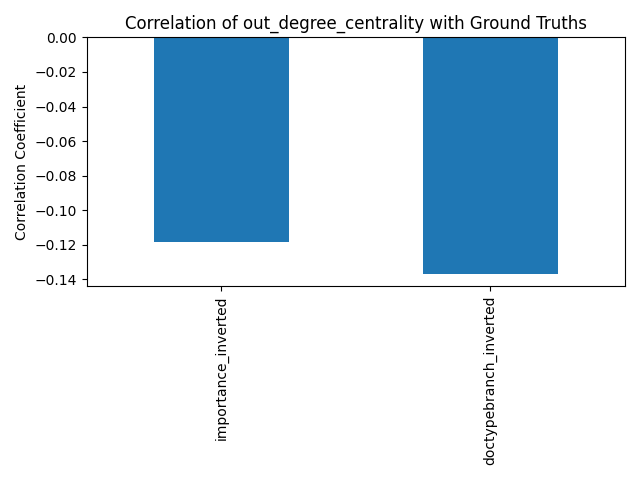 Correlation of out_degree_centrality with Ground Truths
Correlation Coefficient
0.00
−0.02
−0.04
−0.06
−0.08
−0.10
−0.12
−0.14
importance_inverted
doctypebranch_inverted